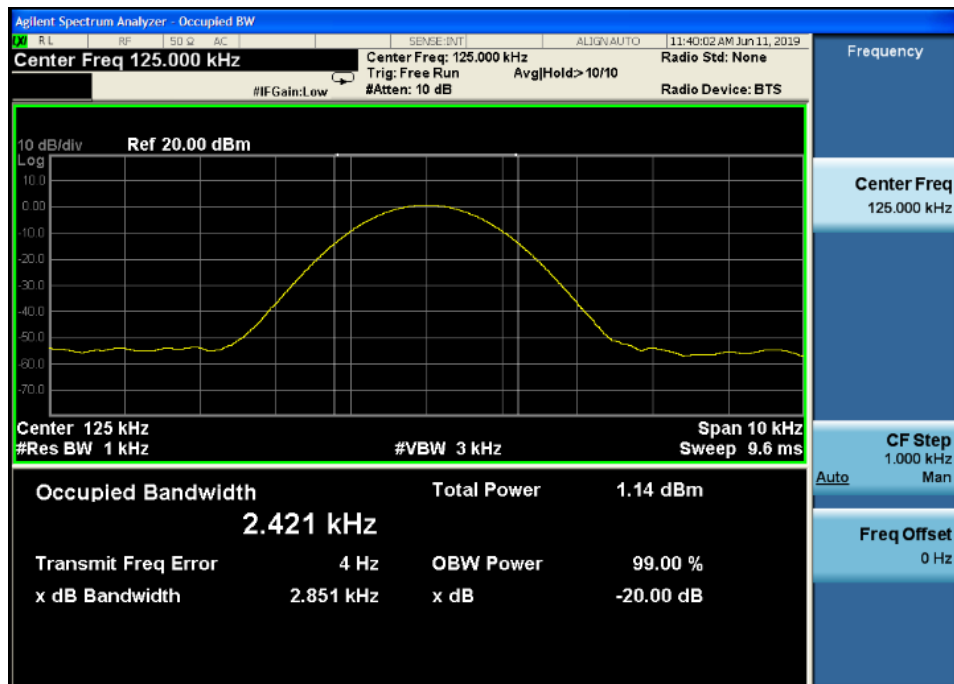 Agilent Spectrum Analyzer - Occupied BW
LXI RL RF 50 Ω AC SENSE:INT ALIGNAUTO 11:40:02 AM Jun 11, 2019
Center Freq 125.000 kHz
Center Freq: 125.000 kHz
Radio Std: None
Trig: Free Run Avg|Hold:>10/10
#IFGain:Low
#Atten: 10 dB
Radio Device: BTS
10 dB/div Ref 20.00 dBm
Log
10.0
0.00
-10.0
-20.0
-30.0
-40.0
-50.0
-60.0
-70.0
Center 125 kHz Span 10 kHz
#Res BW 1 kHz #VBW 3 kHz Sweep 9.6 ms
Occupied Bandwidth Total Power 1.14 dBm
2.421 kHz
Transmit Freq Error 4 Hz OBW Power 99.00 %
x dB Bandwidth 2.851 kHz x dB -20.00 dB
Frequency
Center Freq
125.000 kHz
CF Step
1.000 kHz
Auto Man
Freq Offset
0 Hz